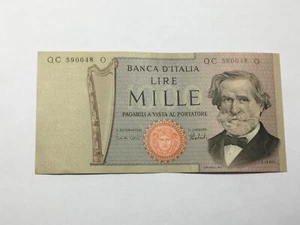 QC 590048 O QC 590048 O
BANCA D'ITALIA
LIRE
MILLE
PAGABILI A VISTA AL PORTATORE